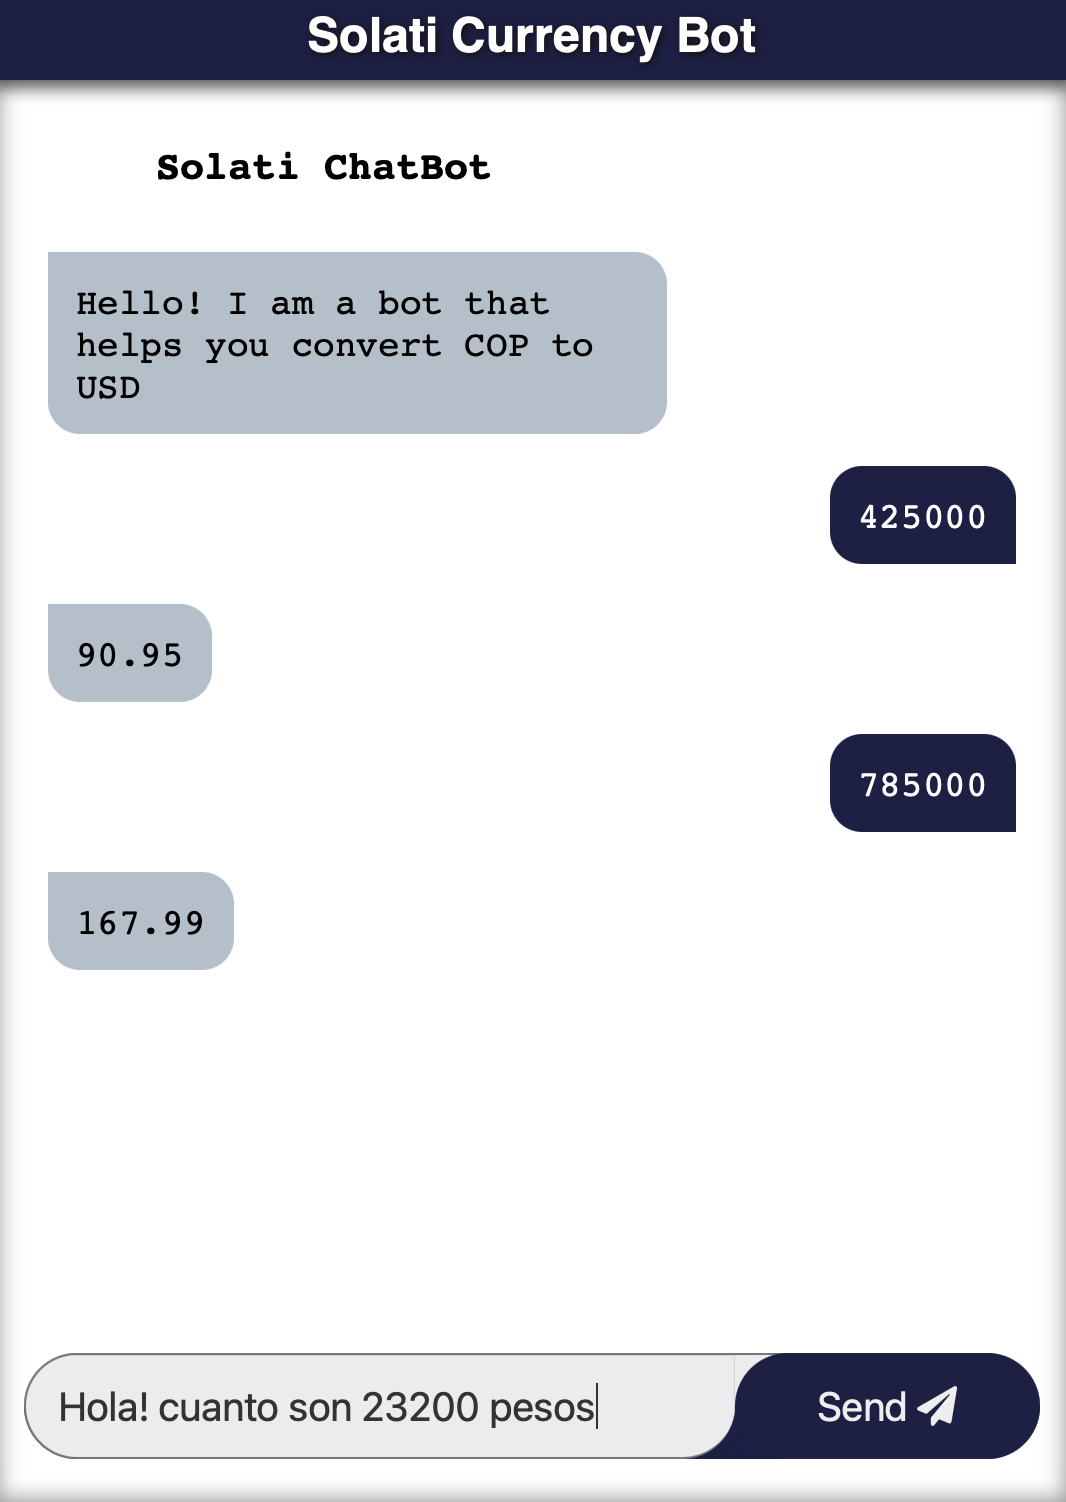 Solati Currency Bot
Solati ChatBot
Hello! I am a bot that
helps you convert COP to
USD
425000
90.95
785000
167.99
Hola! cuanto son 23200 pesos
Send